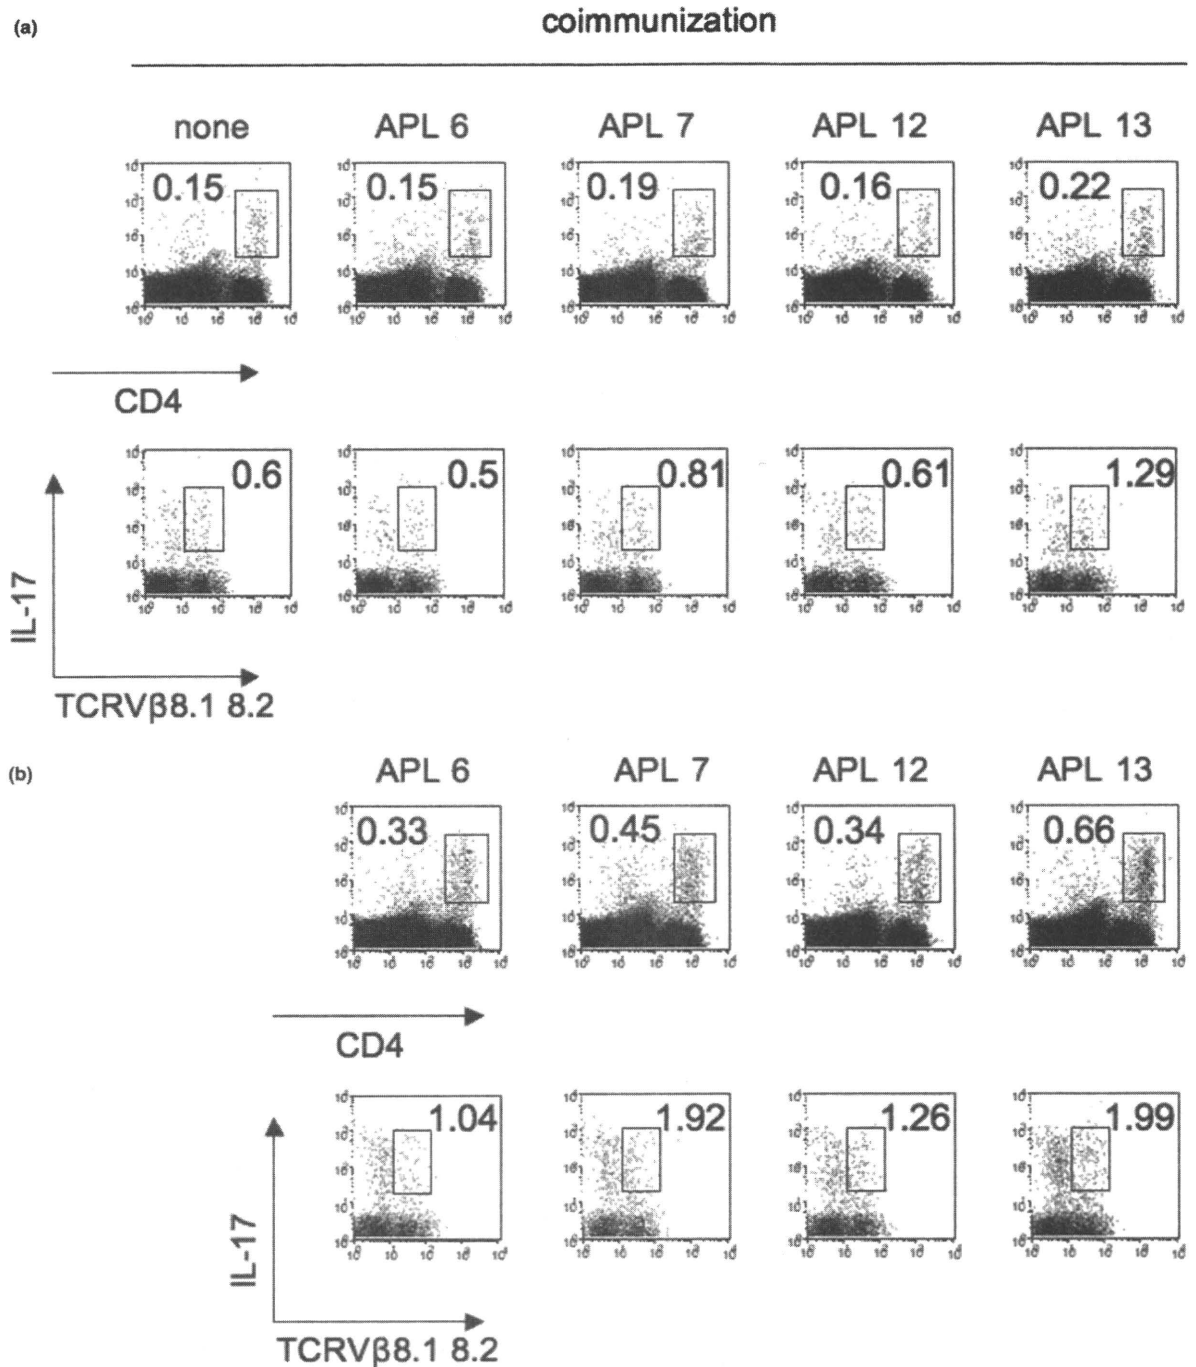 (a)
coimmunization
none APL 6 APL 7 APL 12 APL 13
0.15 0.15 0.19 0.16 0.22
CD4
0.6 0.5 0.81 0.61 1.29
IL-17
TCRVβ8.1 8.2
(b)
APL 6 APL 7 APL 12 APL 13
0.33 0.45 0.34 0.66
CD4
1.04 1.92 1.26 1.99
IL-17
TCRVβ8.1 8.2